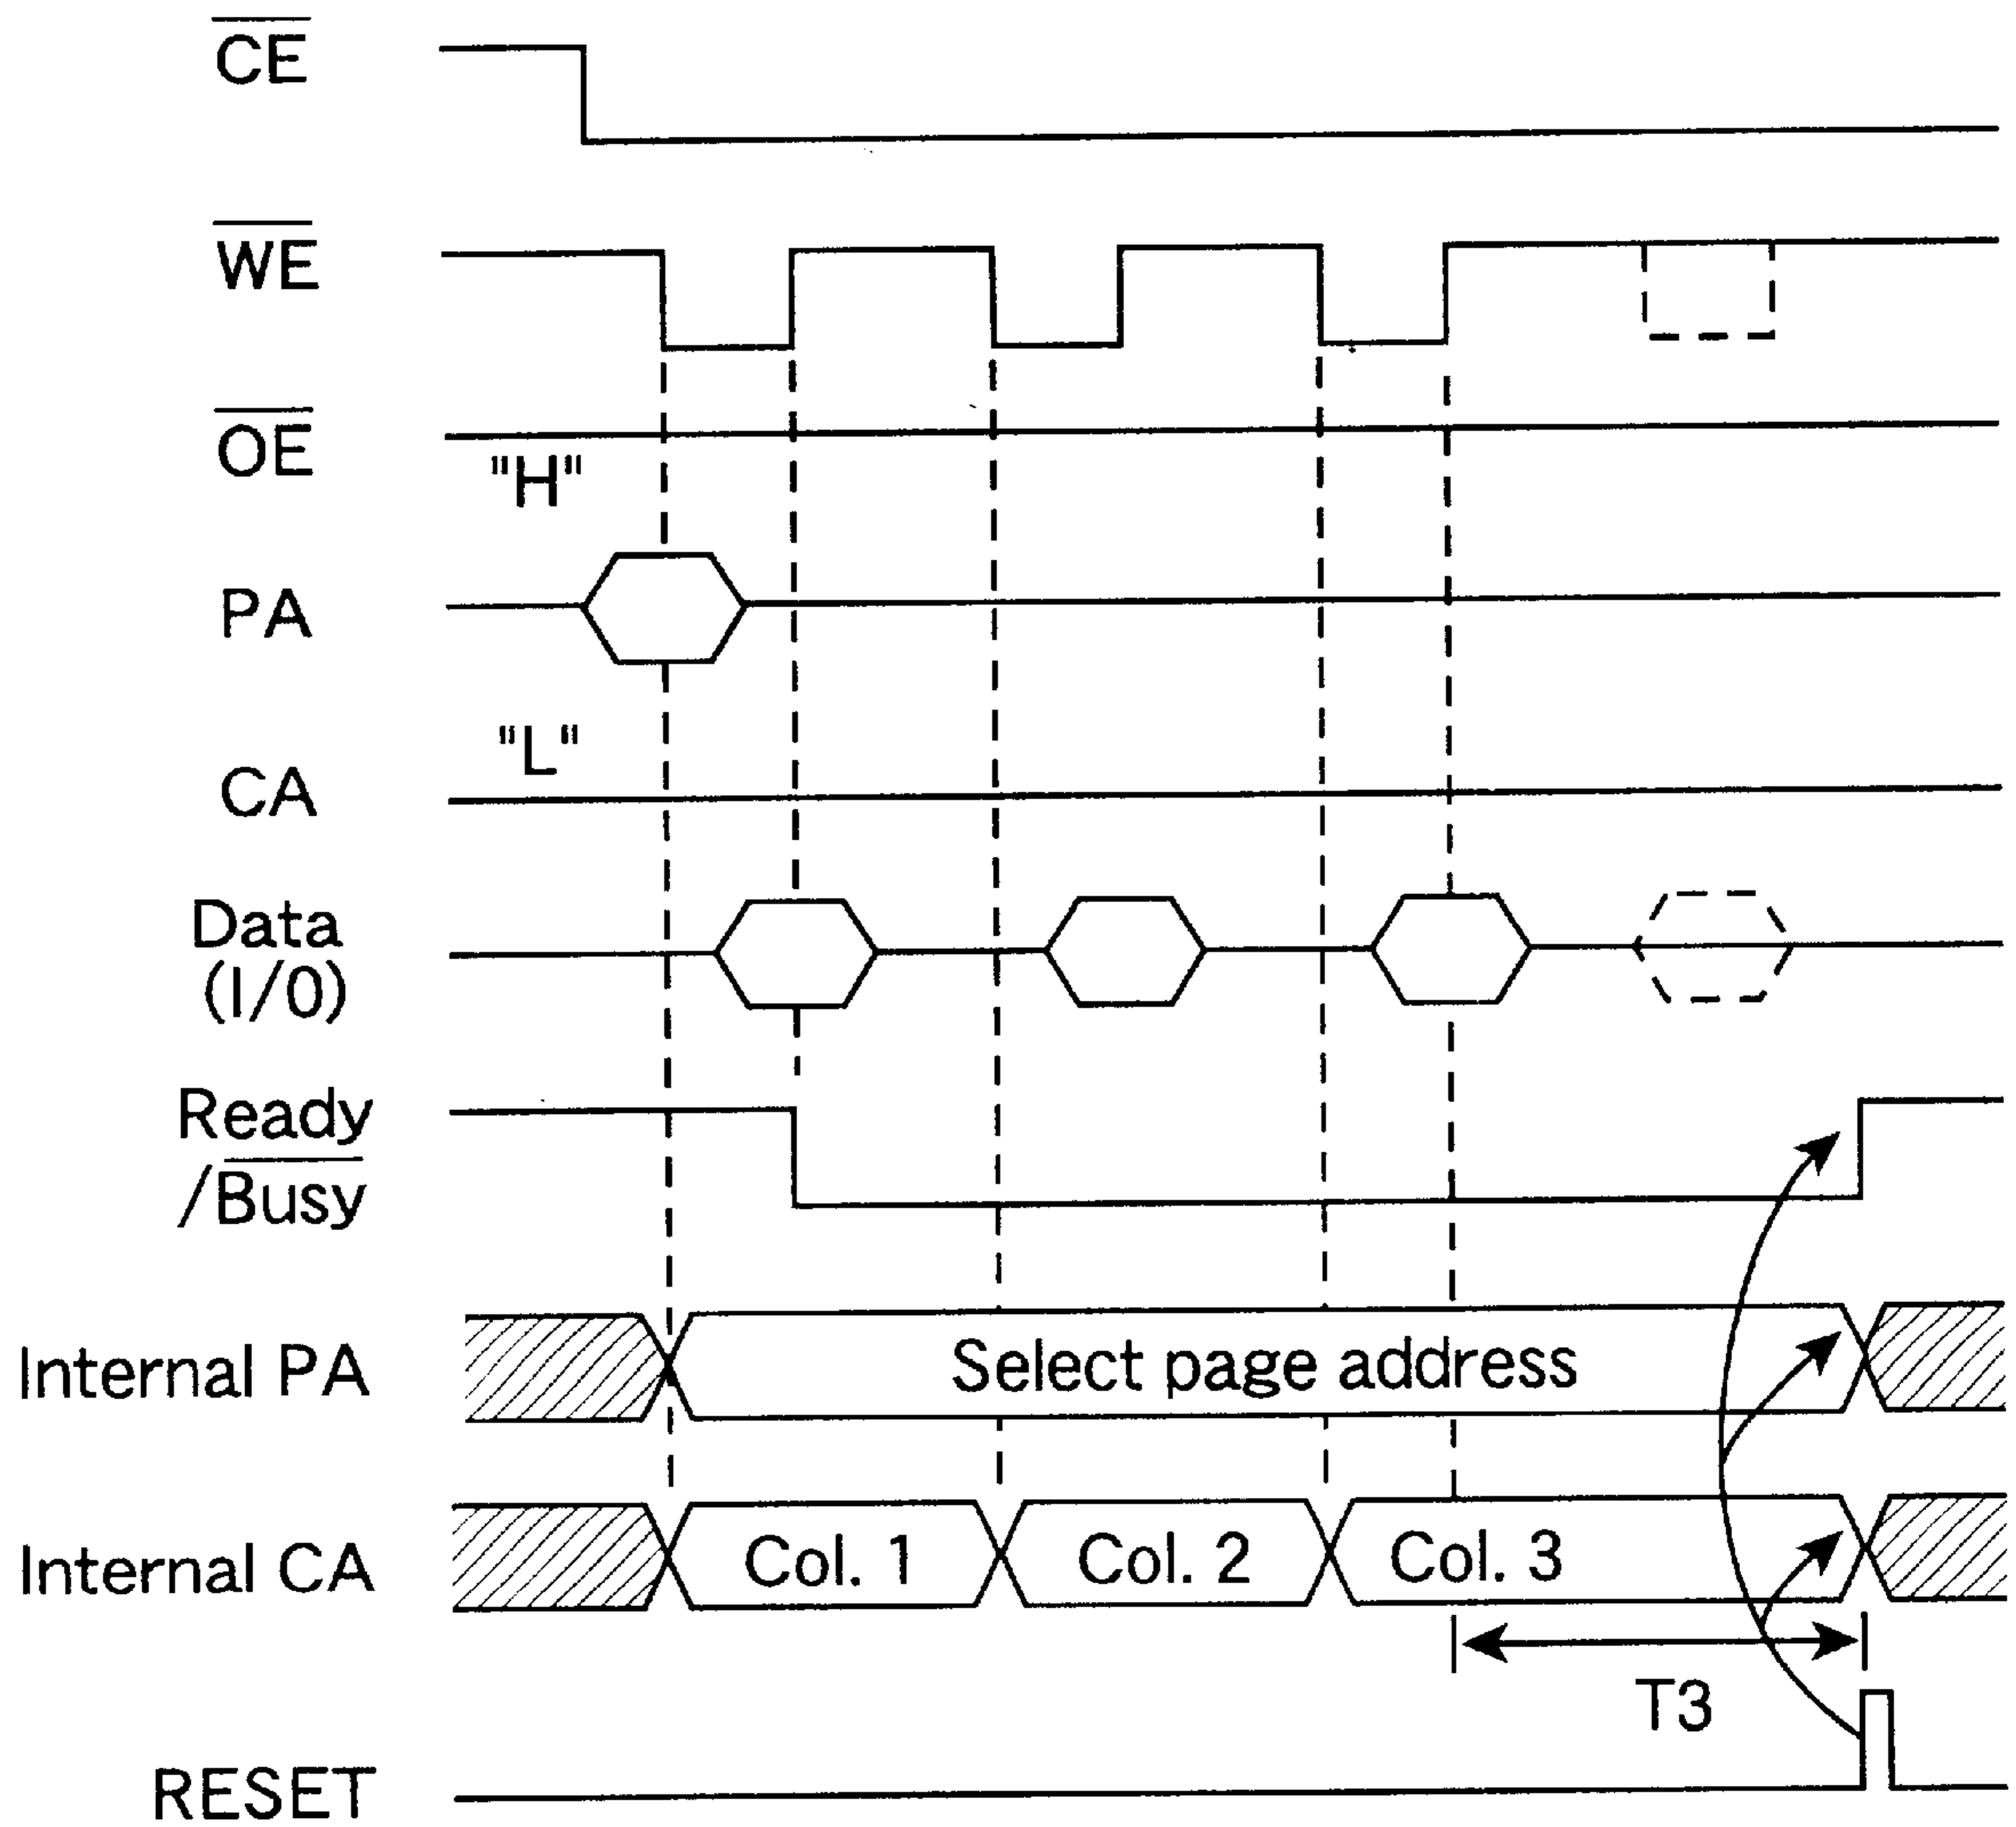 CE
WE
OE
"H"
PA
"L"
CA
Data
(I/O)
Ready
/Busy
Internal PA
Select page address
Internal CA
Col. 1
Col. 2
Col. 3
T3
RESET